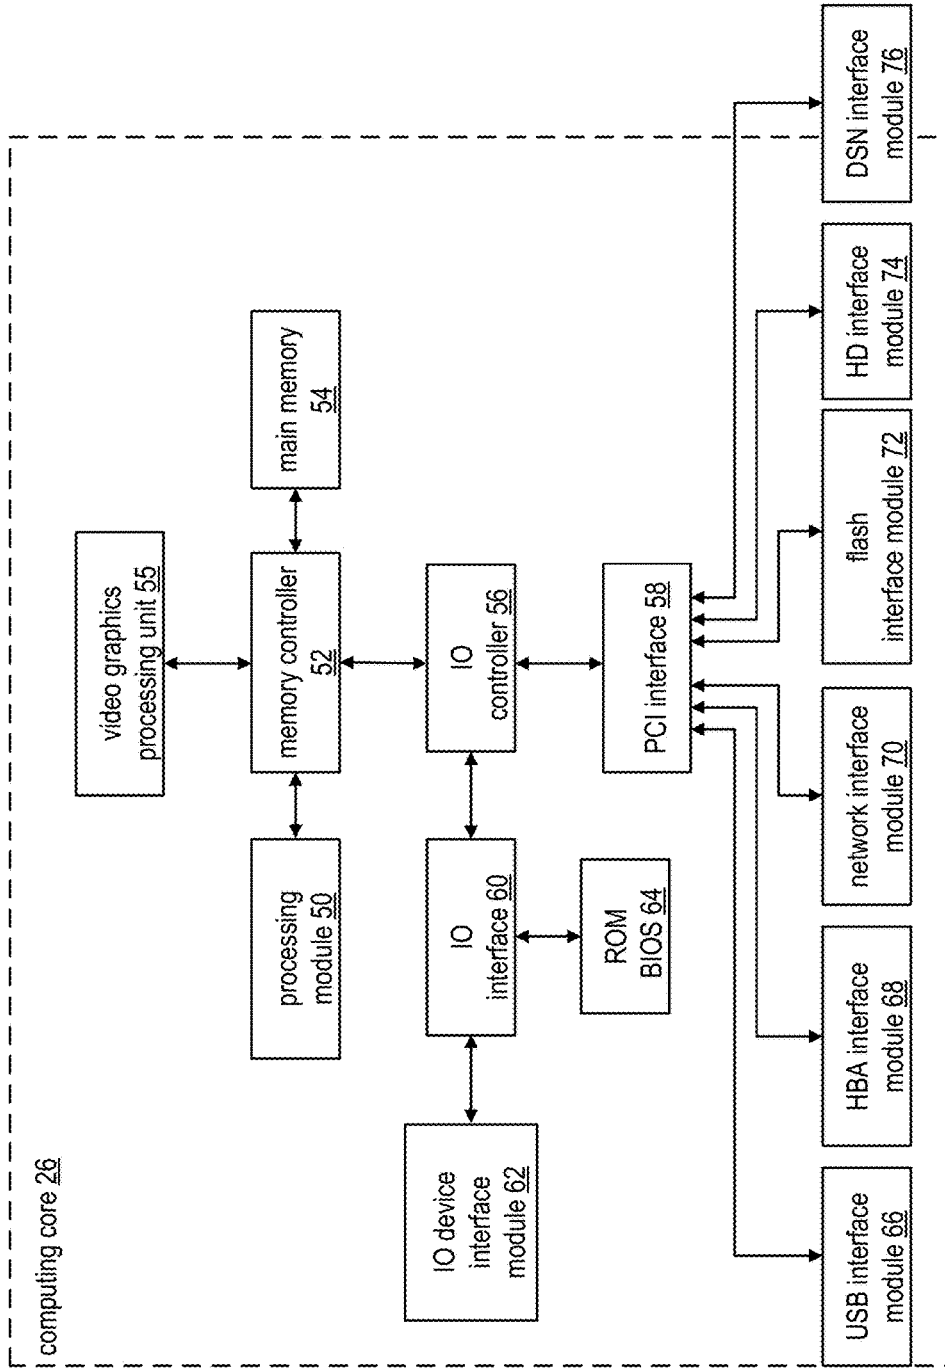 computing core 26
video graphics
processing unit 55
processing
module 50
memory controller
52
main memory
54
IO device
interface
module 62
IO
interface 60
IO
controller 56
ROM
BIOS 64
PCI interface 58
USB interface
module 66
HBA interface
module 68
network interface
module 70
flash
interface module 72
HD interface
module 74
DSN interface
module 76